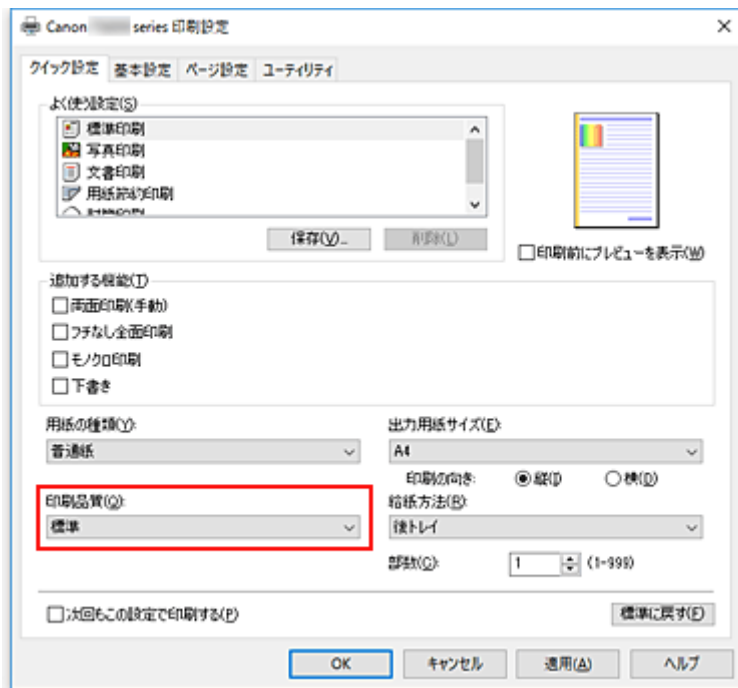 Canon series 印刷設定
クイック設定 基本設定 ページ設定 ユーティリティ
よく使う設定(S)
標準印刷
写真印刷
文書印刷
用紙節約印刷
保存(V)... 削除(L)
印刷前にプレビューを表示(W)
追加する機能(T)
両面印刷(手動)
フチなし全面印刷
モノクロ印刷
下書き
用紙の種類(Y): 出力用紙サイズ(E):
普通紙 A4
印刷の向き: 縦(I) 横(D)
印刷品質(Q): 給紙方法(R):
標準 後トレイ
部数(C): 1 (1-999)
次回もこの設定で印刷する(P) 標準に戻す(F)
OK キャンセル 適用(A) ヘルプ